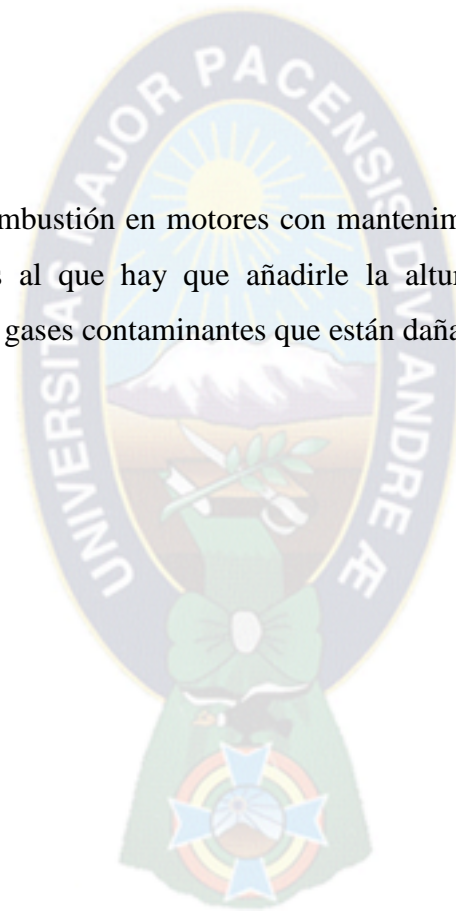 UNIVERSITAS MAJOR PACENSIS DIVI ANDRE Æ
mbustión en motores con mantenim
s al que hay que añadirle la altur
gases contaminantes que están daña